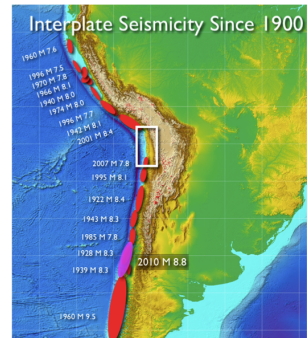 Interplate Seismicity Since 1900
1960 M 7.6
1996 M 7.5
1970 M 7.8
1966 M 8.1
1940 M 8.0
1974 M 8.0
1996 M 7.7
1942 M 8.1
2001 M 8.4
2007 M 7.8
1995 M 8.1
1922 M 8.4
1943 M 8.3
1985 M 7.8
1928 M 8.3
2010 M 8.8
1939 M 8.3
1960 M 9.5